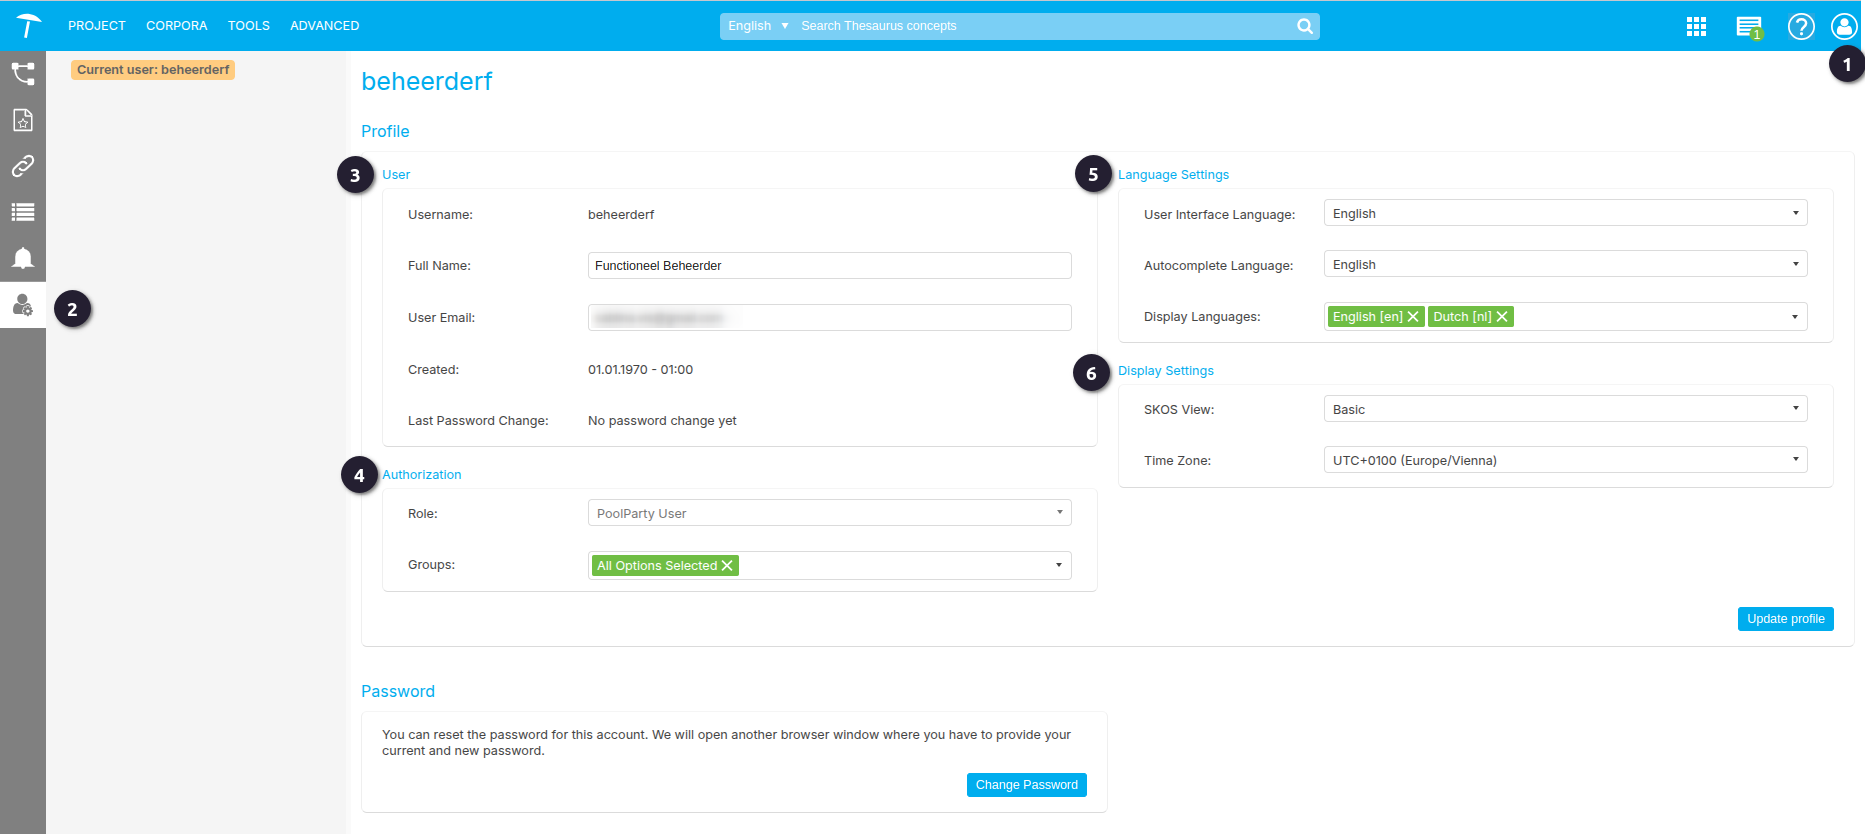 PROJECT CORPORA TOOLS ADVANCED English Search Thesaurus concepts 1
1
Current user: beheerderf
beheerderf
Profile
3 User
Username: beheerderf
Full Name: Functioneel Beheerder
User Email:
Created: 01.01.1970 - 01:00
Last Password Change: No password change yet
2
4 Authorization
Role: PoolParty User
Groups: All Options Selected
5 Language Settings
User Interface Language: English
Autocomplete Language: English
Display Languages: English [en] Dutch [nl]
6 Display Settings
SKOS View: Basic
Time Zone: UTC+0100 (Europe/Vienna)
Update profile
Password
You can reset the password for this account. We will open another browser window where you have to provide your
current and new password.
Change Password